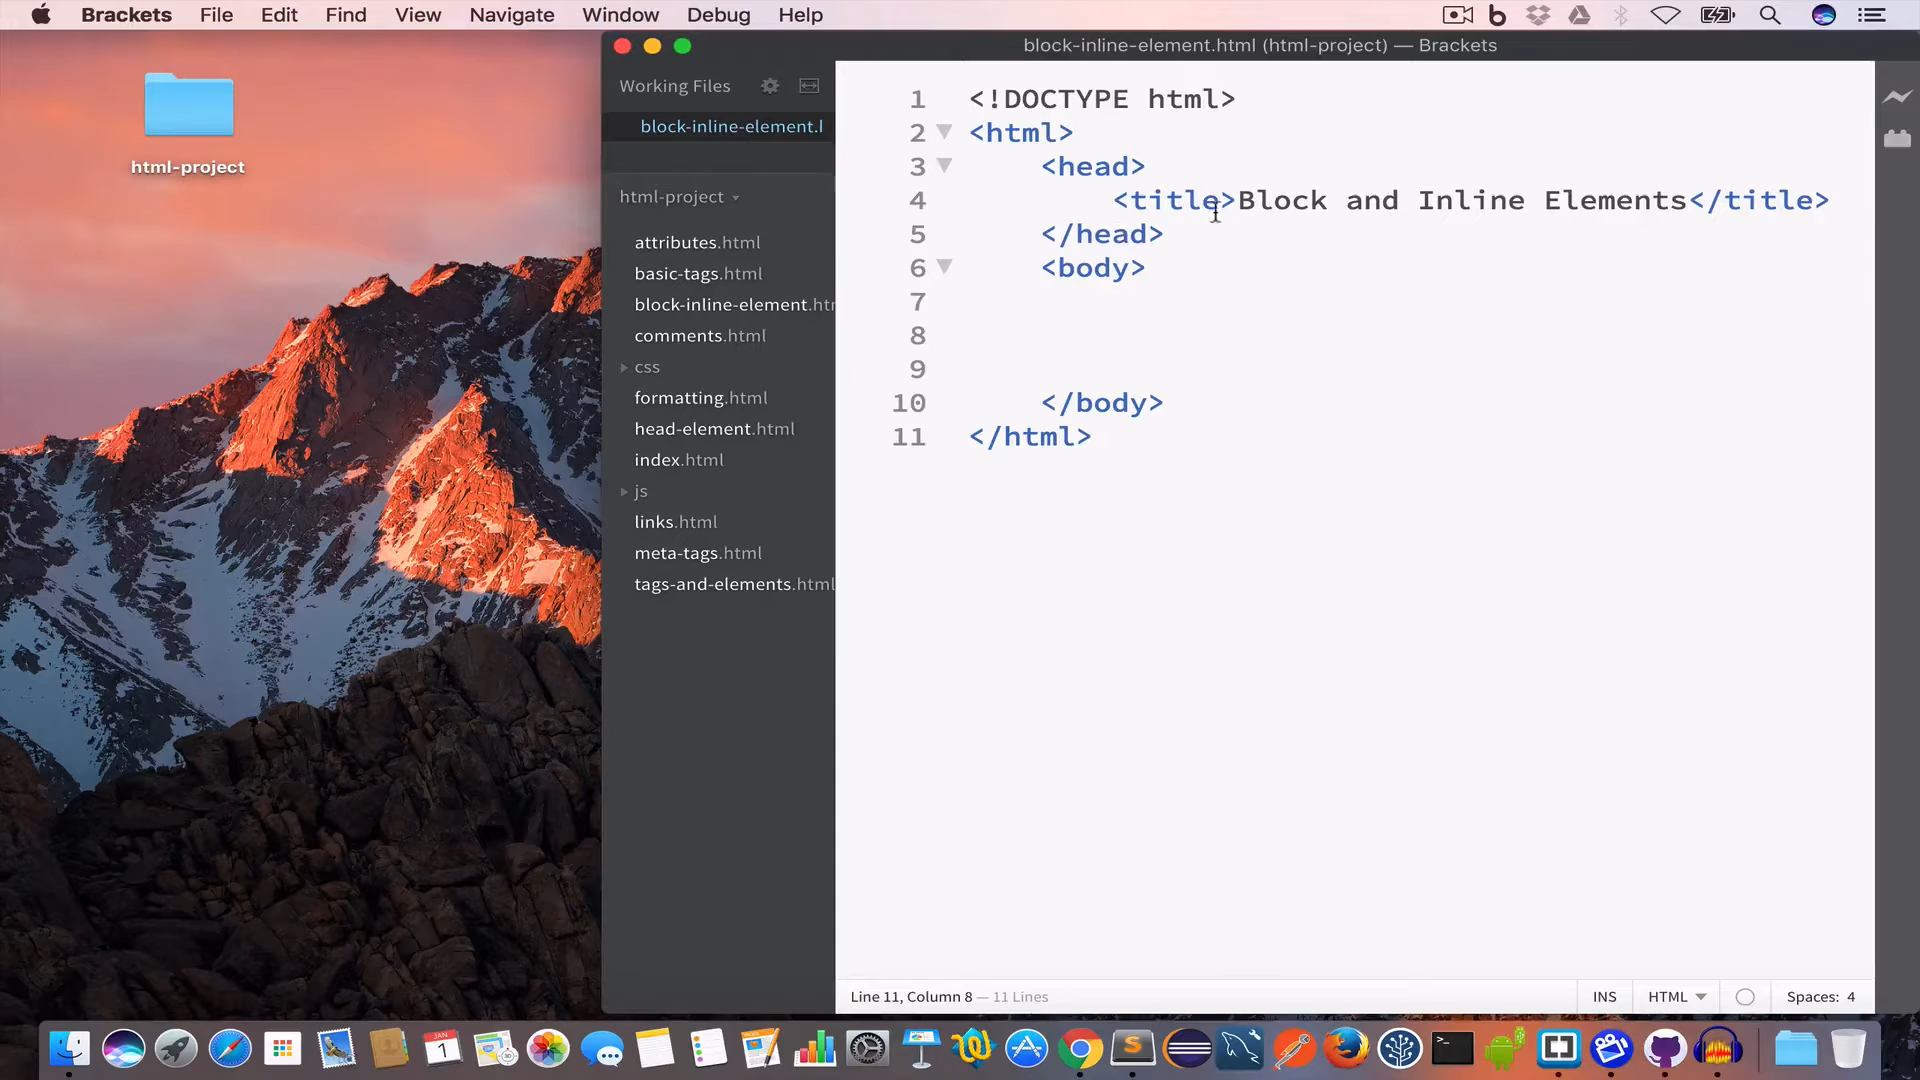 Brackets File Edit Find View Navigate Window Debug Help
html-project
block-inline-element.html (html-project) — Brackets
Working Files
block-inline-element.
html-project
attributes.html
basic-tags.html
block-inline-element.
comments.html
css
formatting.html
head-element.html
index.html
js
links.html
meta-tags.html
tags-and-elements.html
1 <!DOCTYPE html>
2 <html>
3 <head>
4 <title>Block and Inline Elements</title>
5 </head>
6 <body>
7
8
9
10 </body>
11 </html>
Line 11, Column 8 — 11 Lines
INS
HTML
Spaces: 4